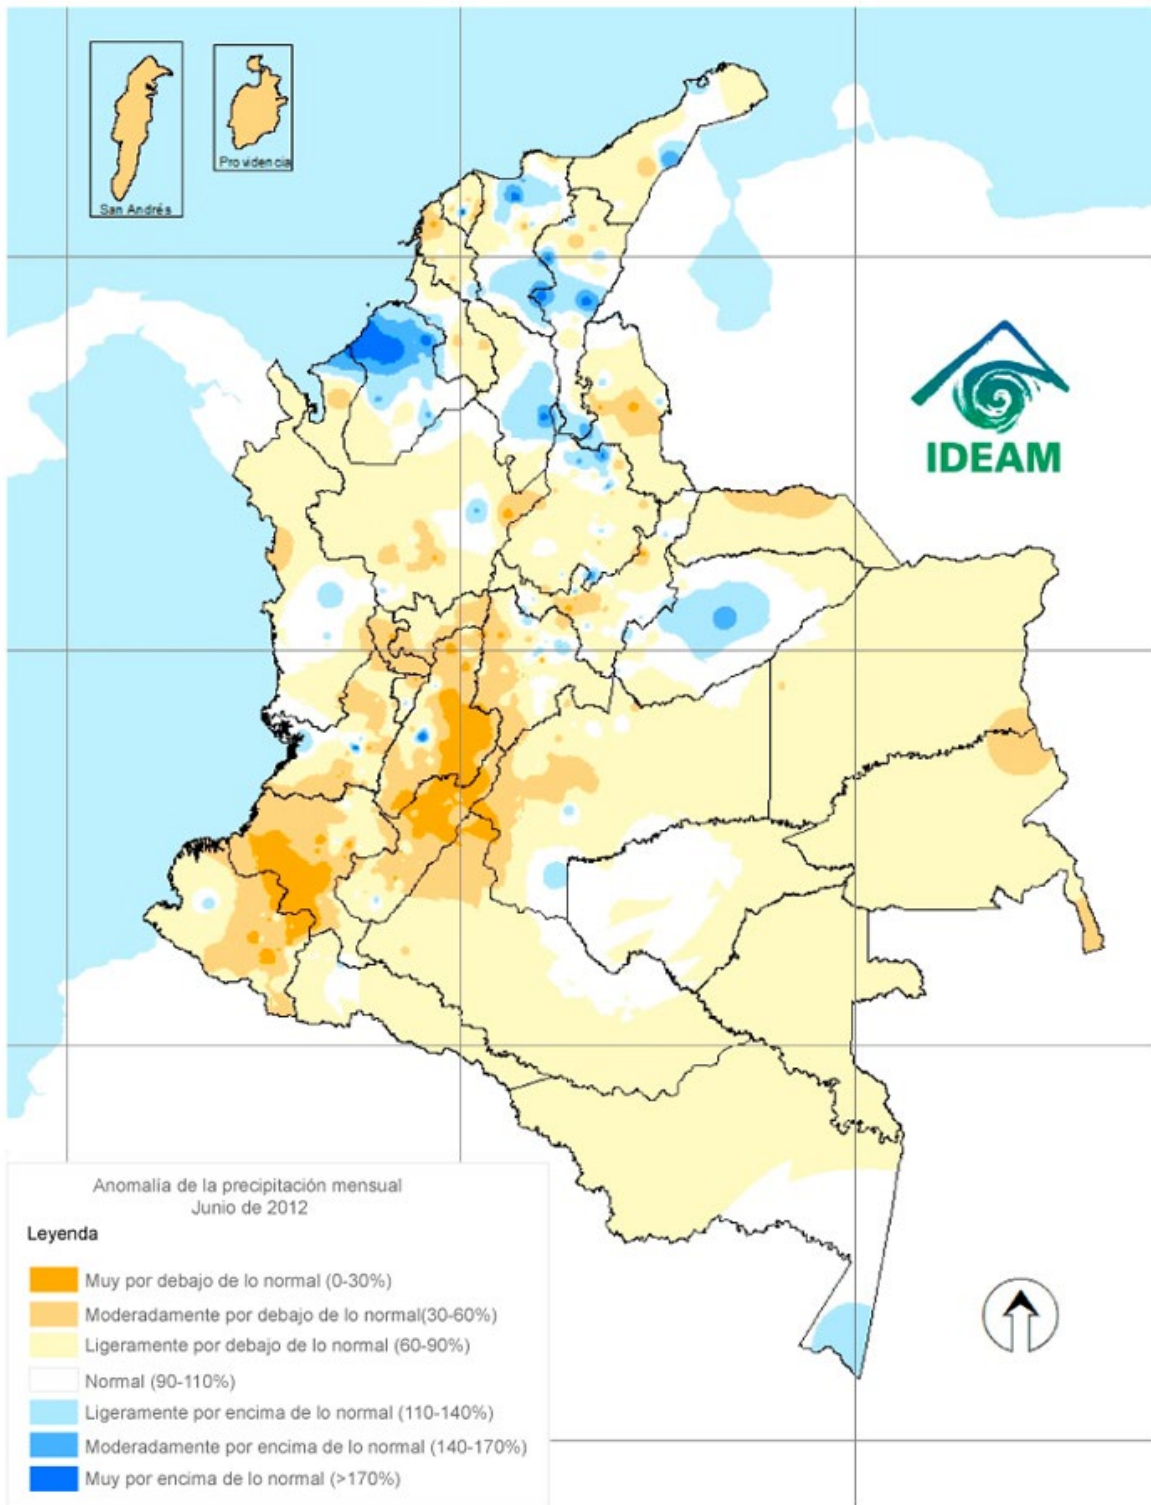 San Andrés
Providencia
IDEAM
Anomalía de la precipitación mensual
Junio de 2012
Leyenda
Muy por debajo de lo normal (0-30%)
Moderadamente por debajo de lo normal(30-60%)
Ligeramente por debajo de lo normal (60-90%)
Normal (90-110%)
Ligeramente por encima de lo normal (110-140%)
Moderadamente por encima de lo normal (140-170%)
Muy por encima de lo normal (>170%)